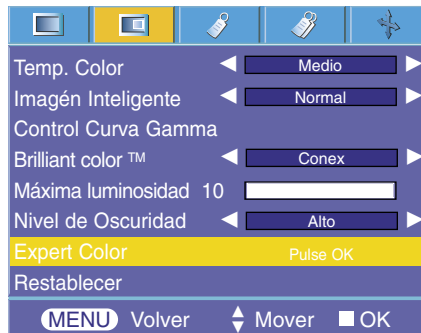 Temp. Color Medio
Imagén Inteligente Normal
Control Curva Gamma
Brilliant color ™ Conex
Máxima luminosidad 10
Nivel de Oscuridad Alto
Expert Color Pulse OK
Restablecer
MENU Volver Mover OK